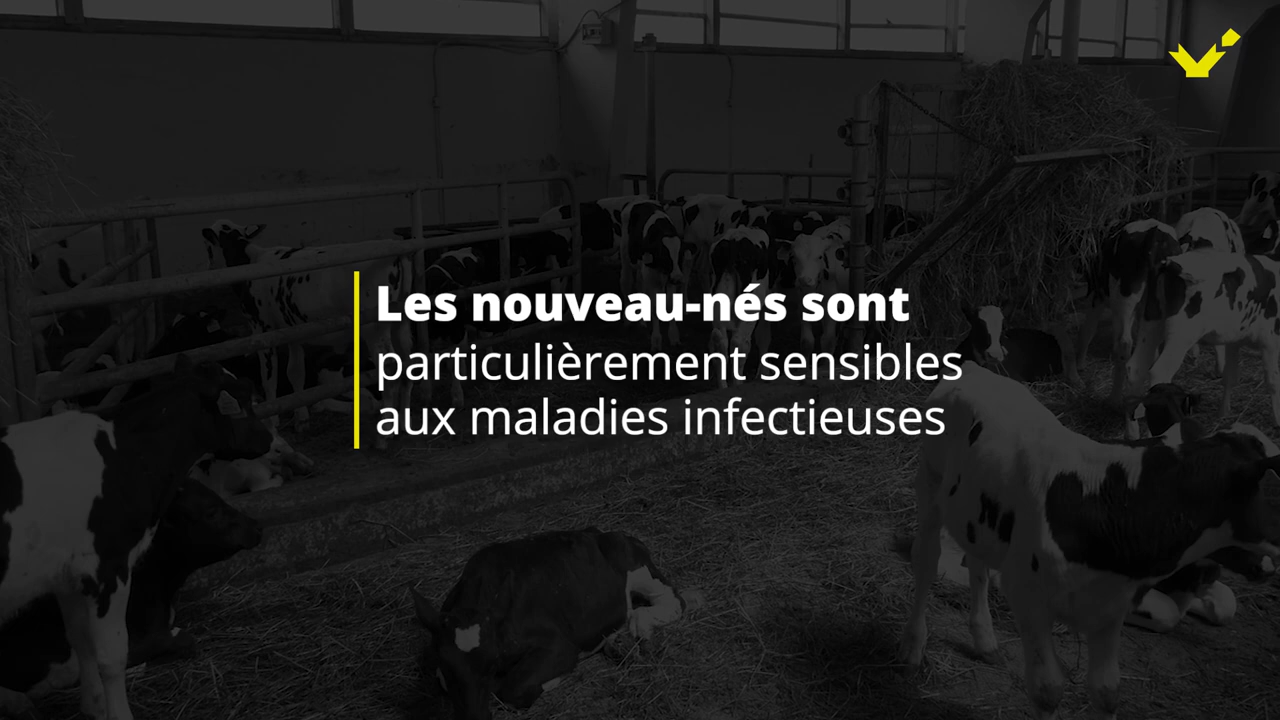 Les nouveau-nés sont
particulièrement sensibles
aux maladies infectieuses